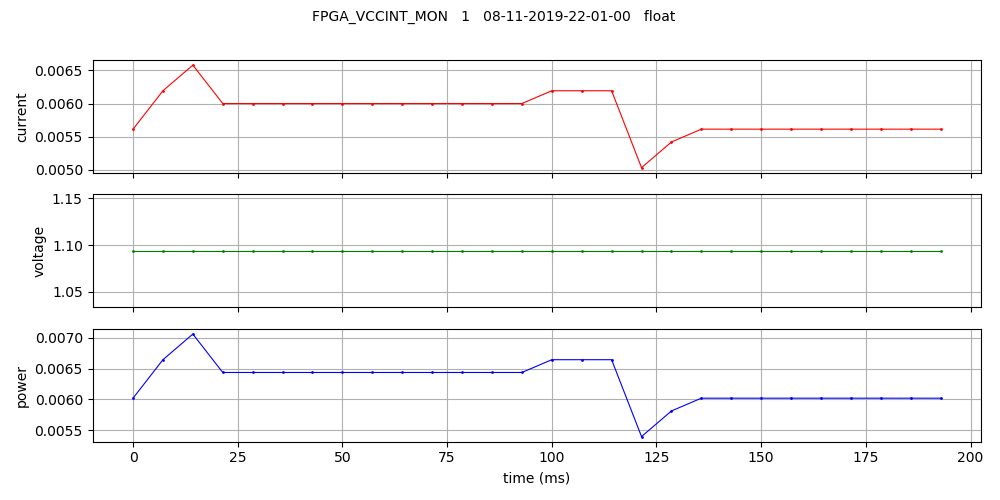 FPGA_VCCINT_MON 1 08-11-2019-22-01-00 float
0.0065
0.0060
0.0055
0.0050
current
1.15
1.10
1.05
voltage
0.0070
0.0065
0.0060
0.0055
power
0 25 50 75 100 125 150 175 200
time (ms)